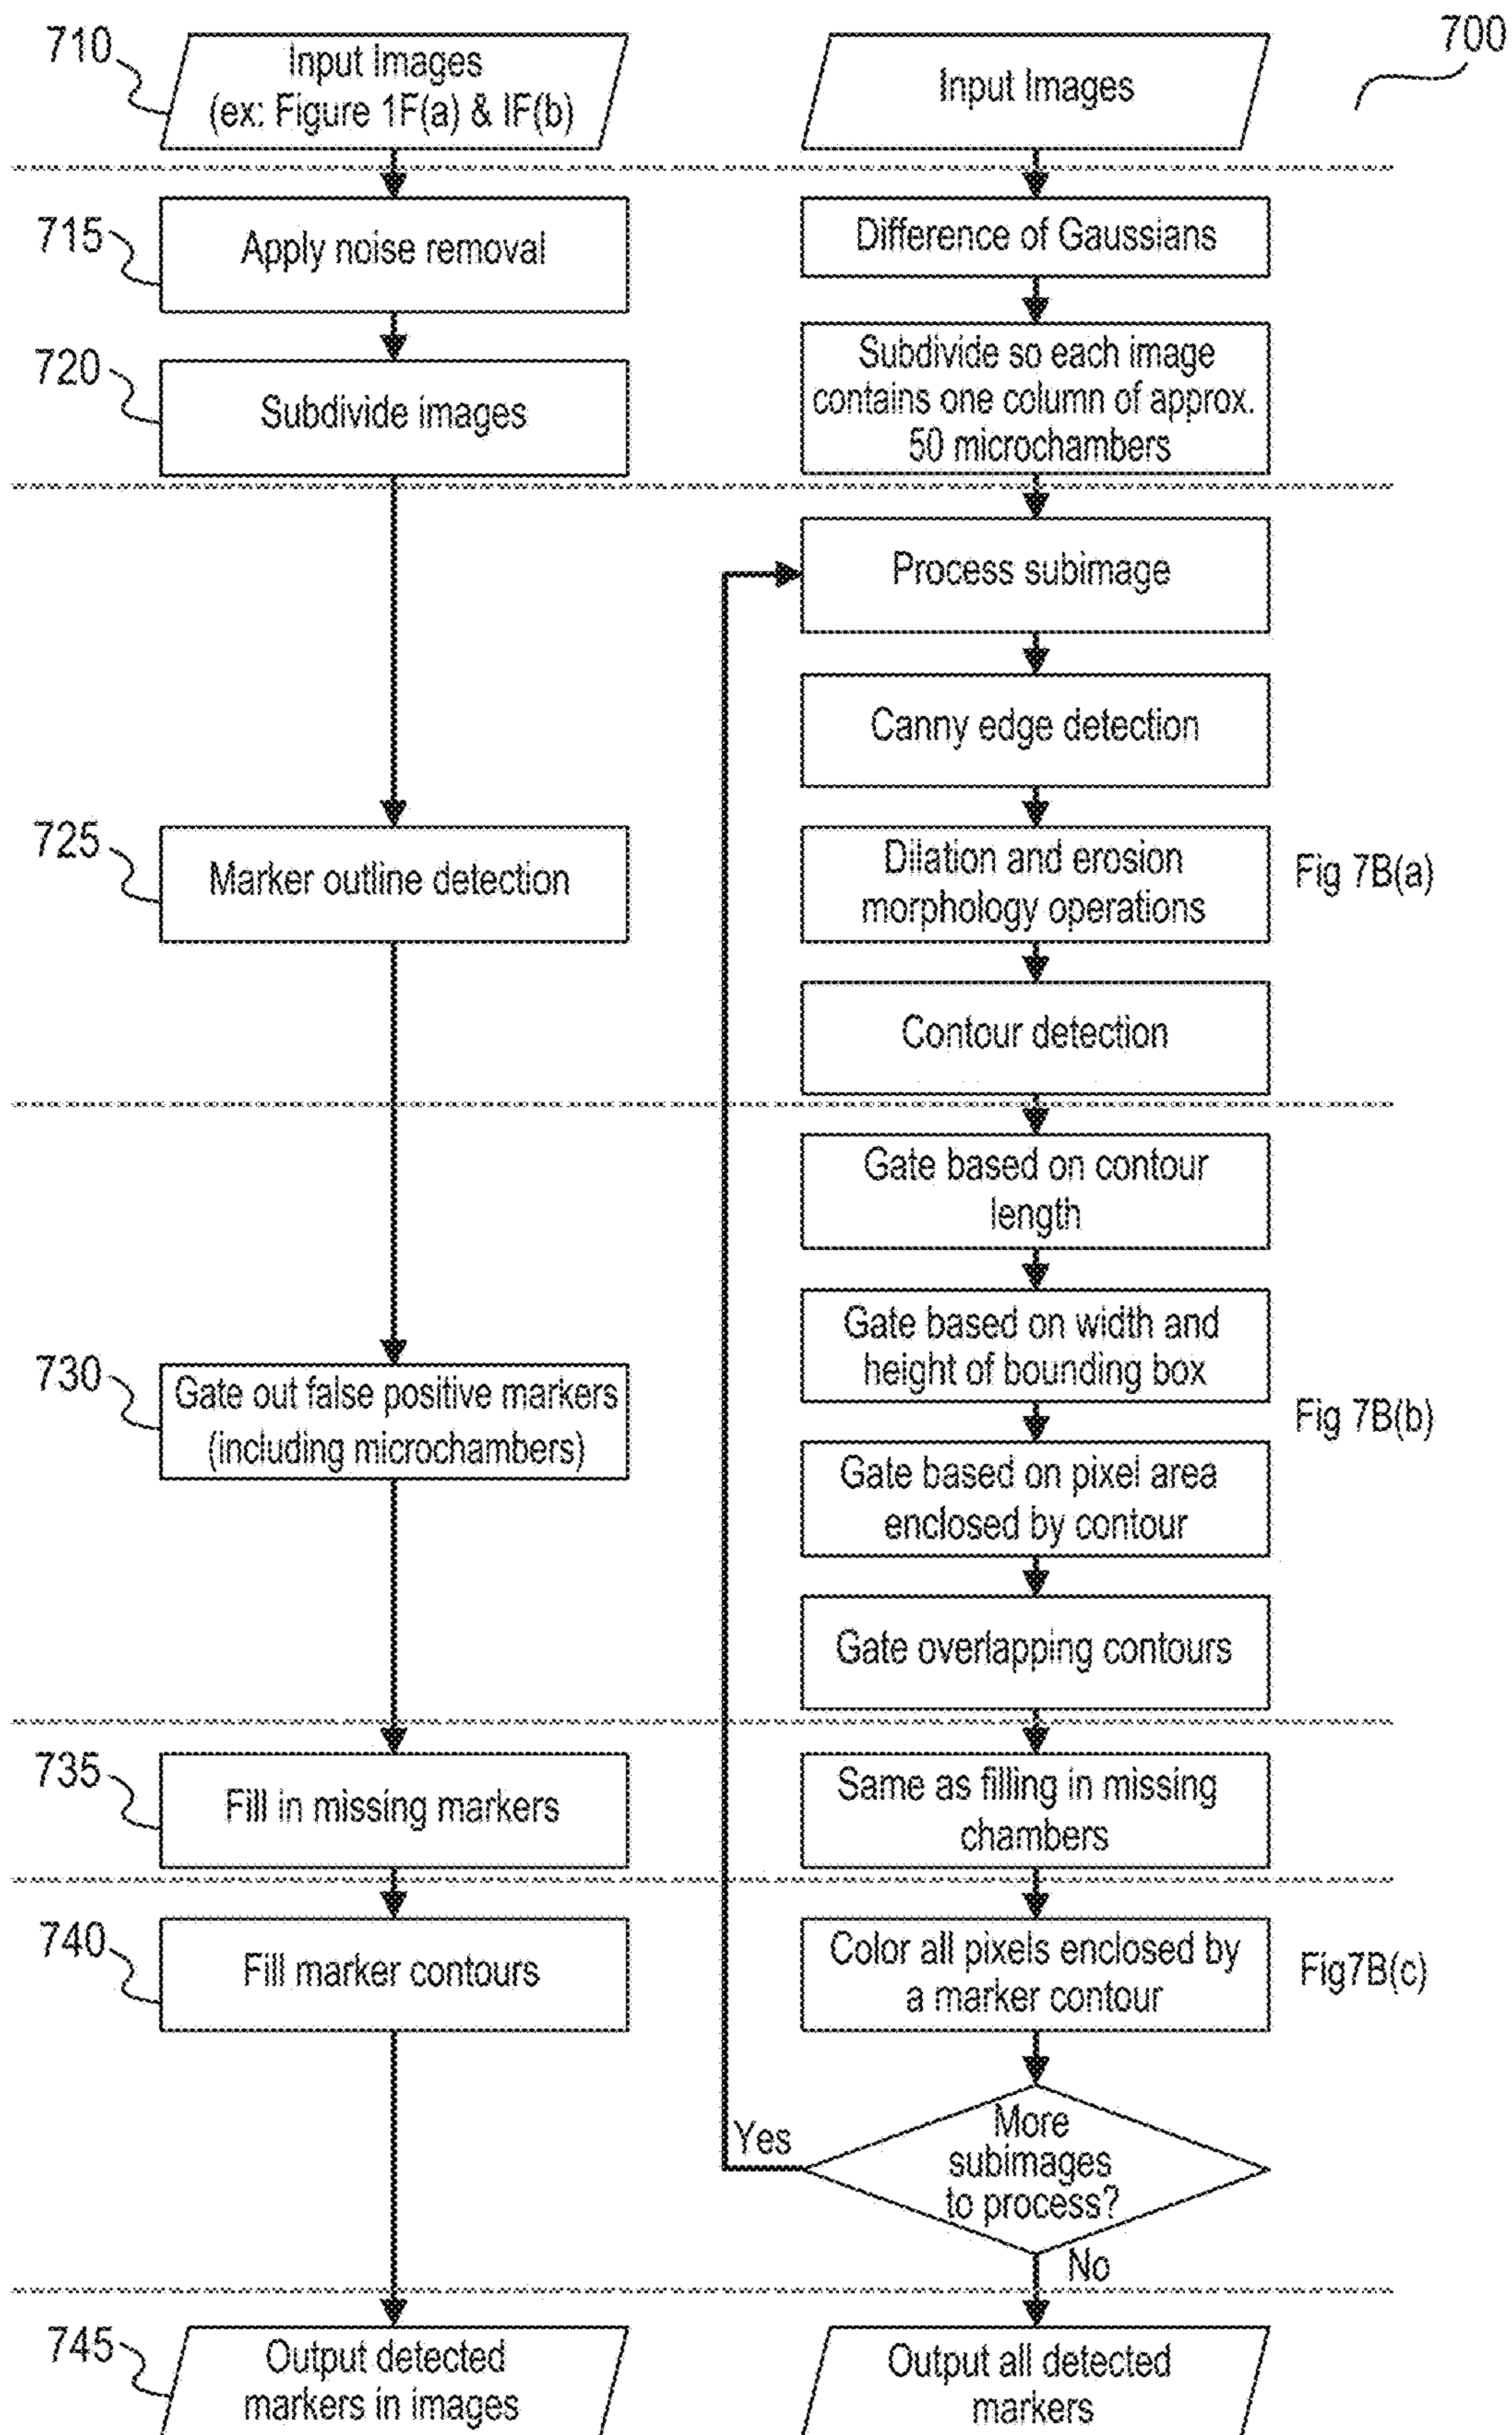 700
710
Input Images
(ex: Figure 1F(a) & IF(b)
Input Images
715
Apply noise removal
Difference of Gaussians
720
Subdivide images
Subdivide so each image
contains one column of approx.
50 microchambers
Process subimage
Canny edge detection
725
Marker outline detection
Dilation and erosion
morphology operations
Fig 7B(a)
Contour detection
Gate based on contour
length
730
Gate out false positive markers
(including microchambers)
Gate based on width and
height of bounding box
Fig 7B(b)
Gate based on pixel area
enclosed by contour
Gate overlapping contours
735
Fill in missing markers
Same as filling in missing
chambers
740
Fill marker contours
Color all pixels enclosed by
a marker contour
Fig7B(c)
Yes
More
subimages
to process?
No
745
Output detected
markers in images
Output all detected
markers